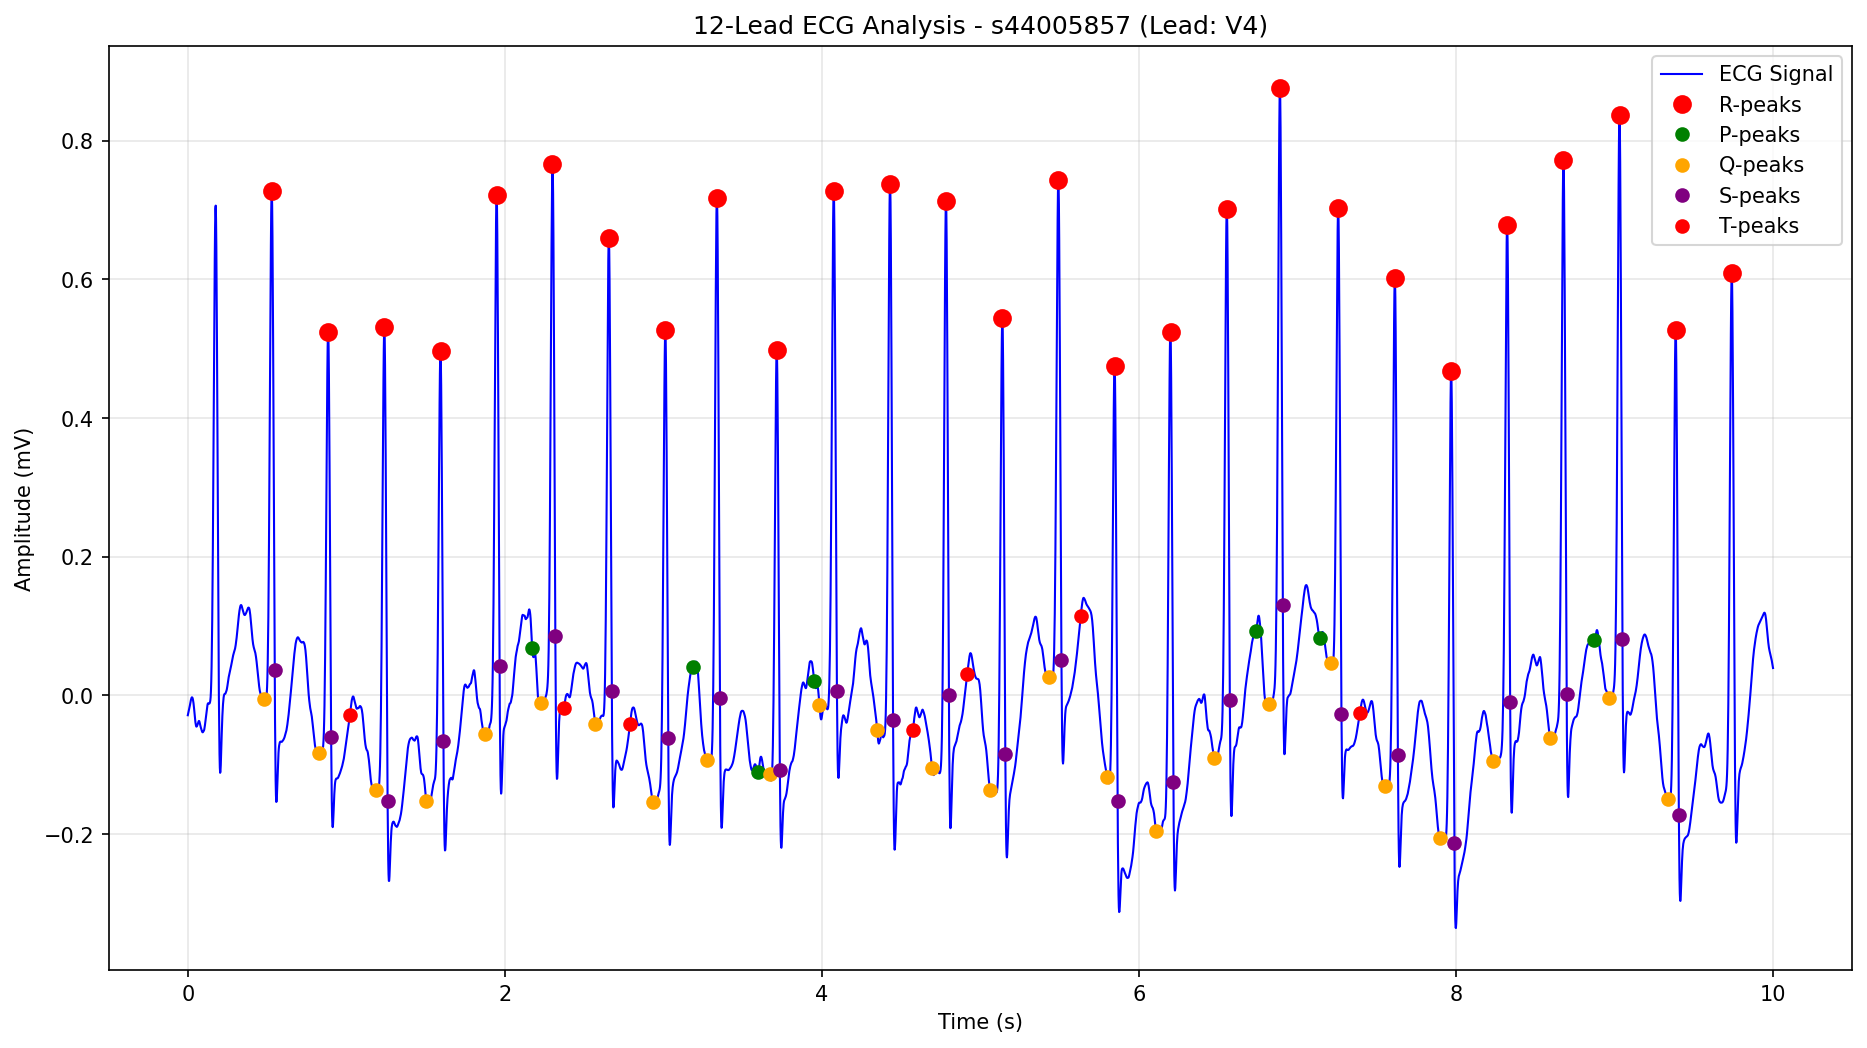 12-Lead ECG Analysis - s44005857 (Lead: V4)
ECG Signal
R-peaks
P-peaks
Q-peaks
S-peaks
T-peaks
Amplitude (mV)
0.8
0.6
0.4
0.2
0.0
−0.2
0 2 4 6 8 10
Time (s)